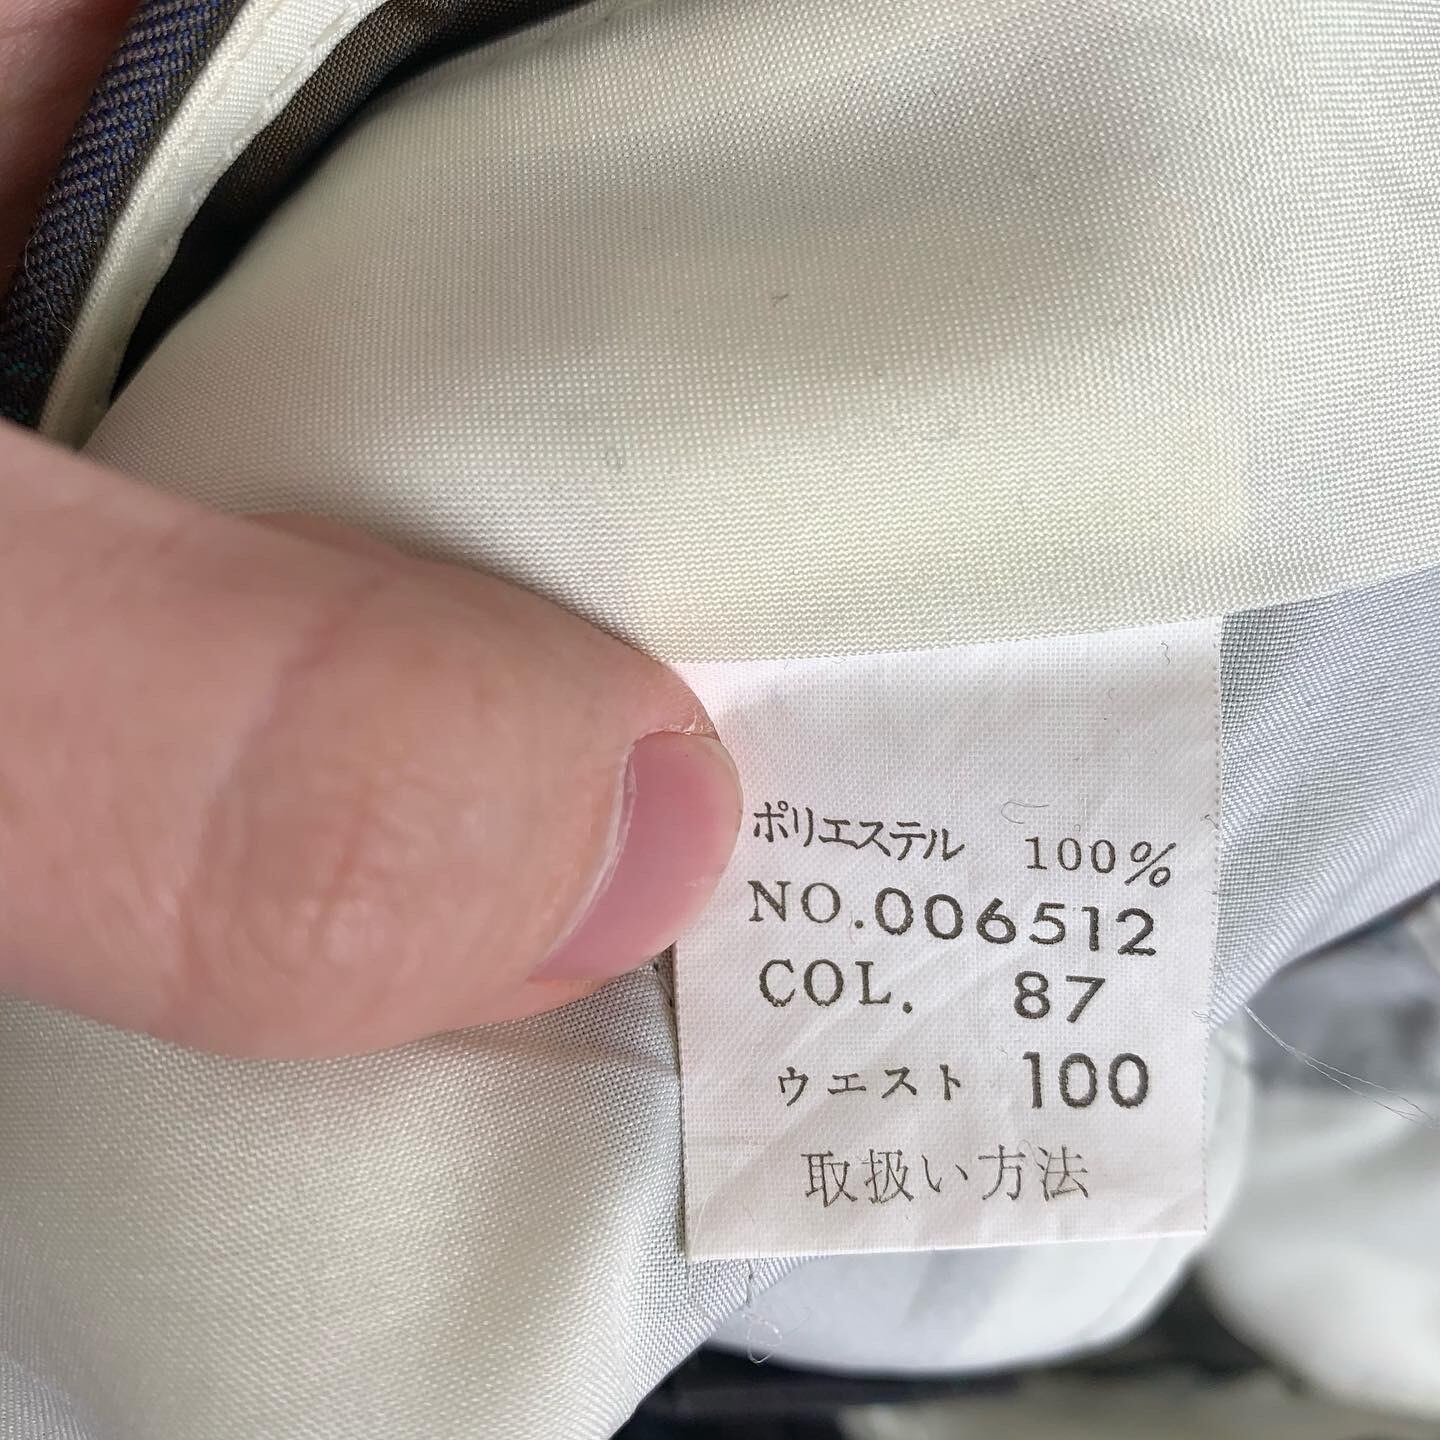 ポリエステル 100%
NO.006512
COL. 87
ウエスト 100
取扱い方法